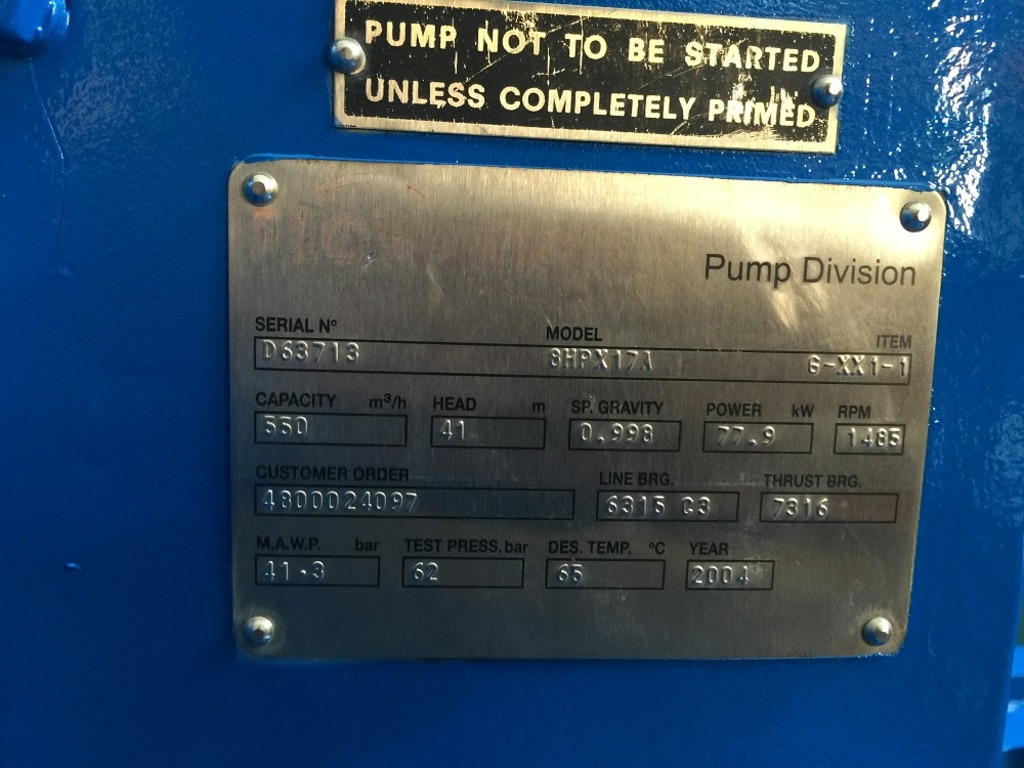 PUMP NOT TO BE STARTED
UNLESS COMPLETELY PRIMED
Pump Division
SERIAL Nº MODEL ITEM
D63713 8HPX17A G-XX1-1
CAPACITY m³/h HEAD m SP. GRAVITY POWER kW RPM
550 41 0.998 77.9 1485
CUSTOMER ORDER LINE BRG. THRUST BRG.
4800024097 6315 C3 7316
M.A.W.P. bar TEST PRESS. bar DES. TEMP. ºC YEAR
41.3 62 65 2004